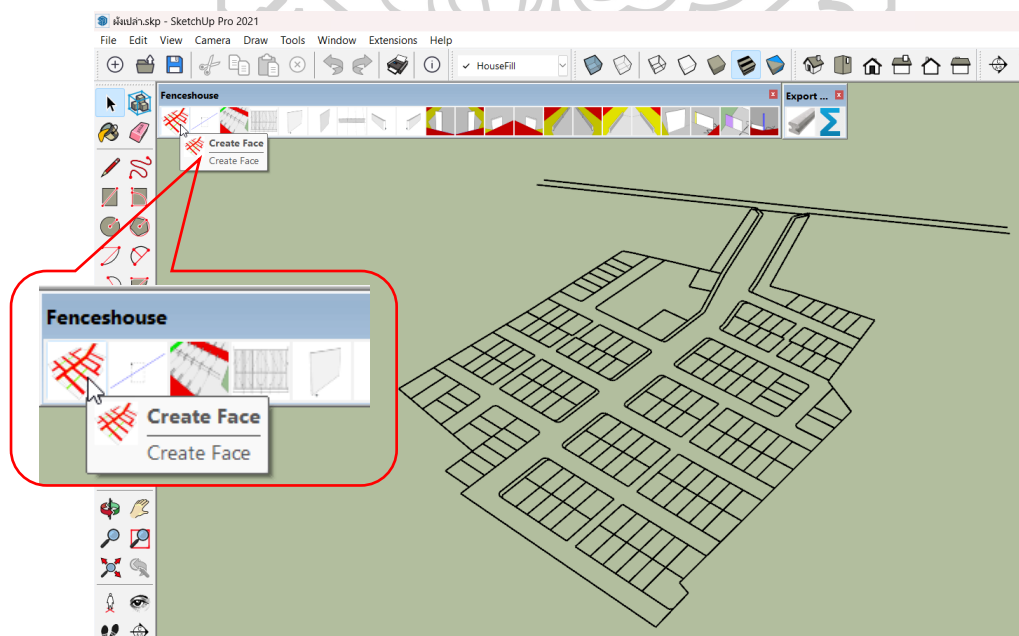 ผังเปล่า.skp - SketchUp Pro 2021
File Edit View Camera Draw Tools Window Extensions Help
HouseFill
Fenceshouse
Export ...
Create Face
Create Face
Fenceshouse
Create Face
Create Face